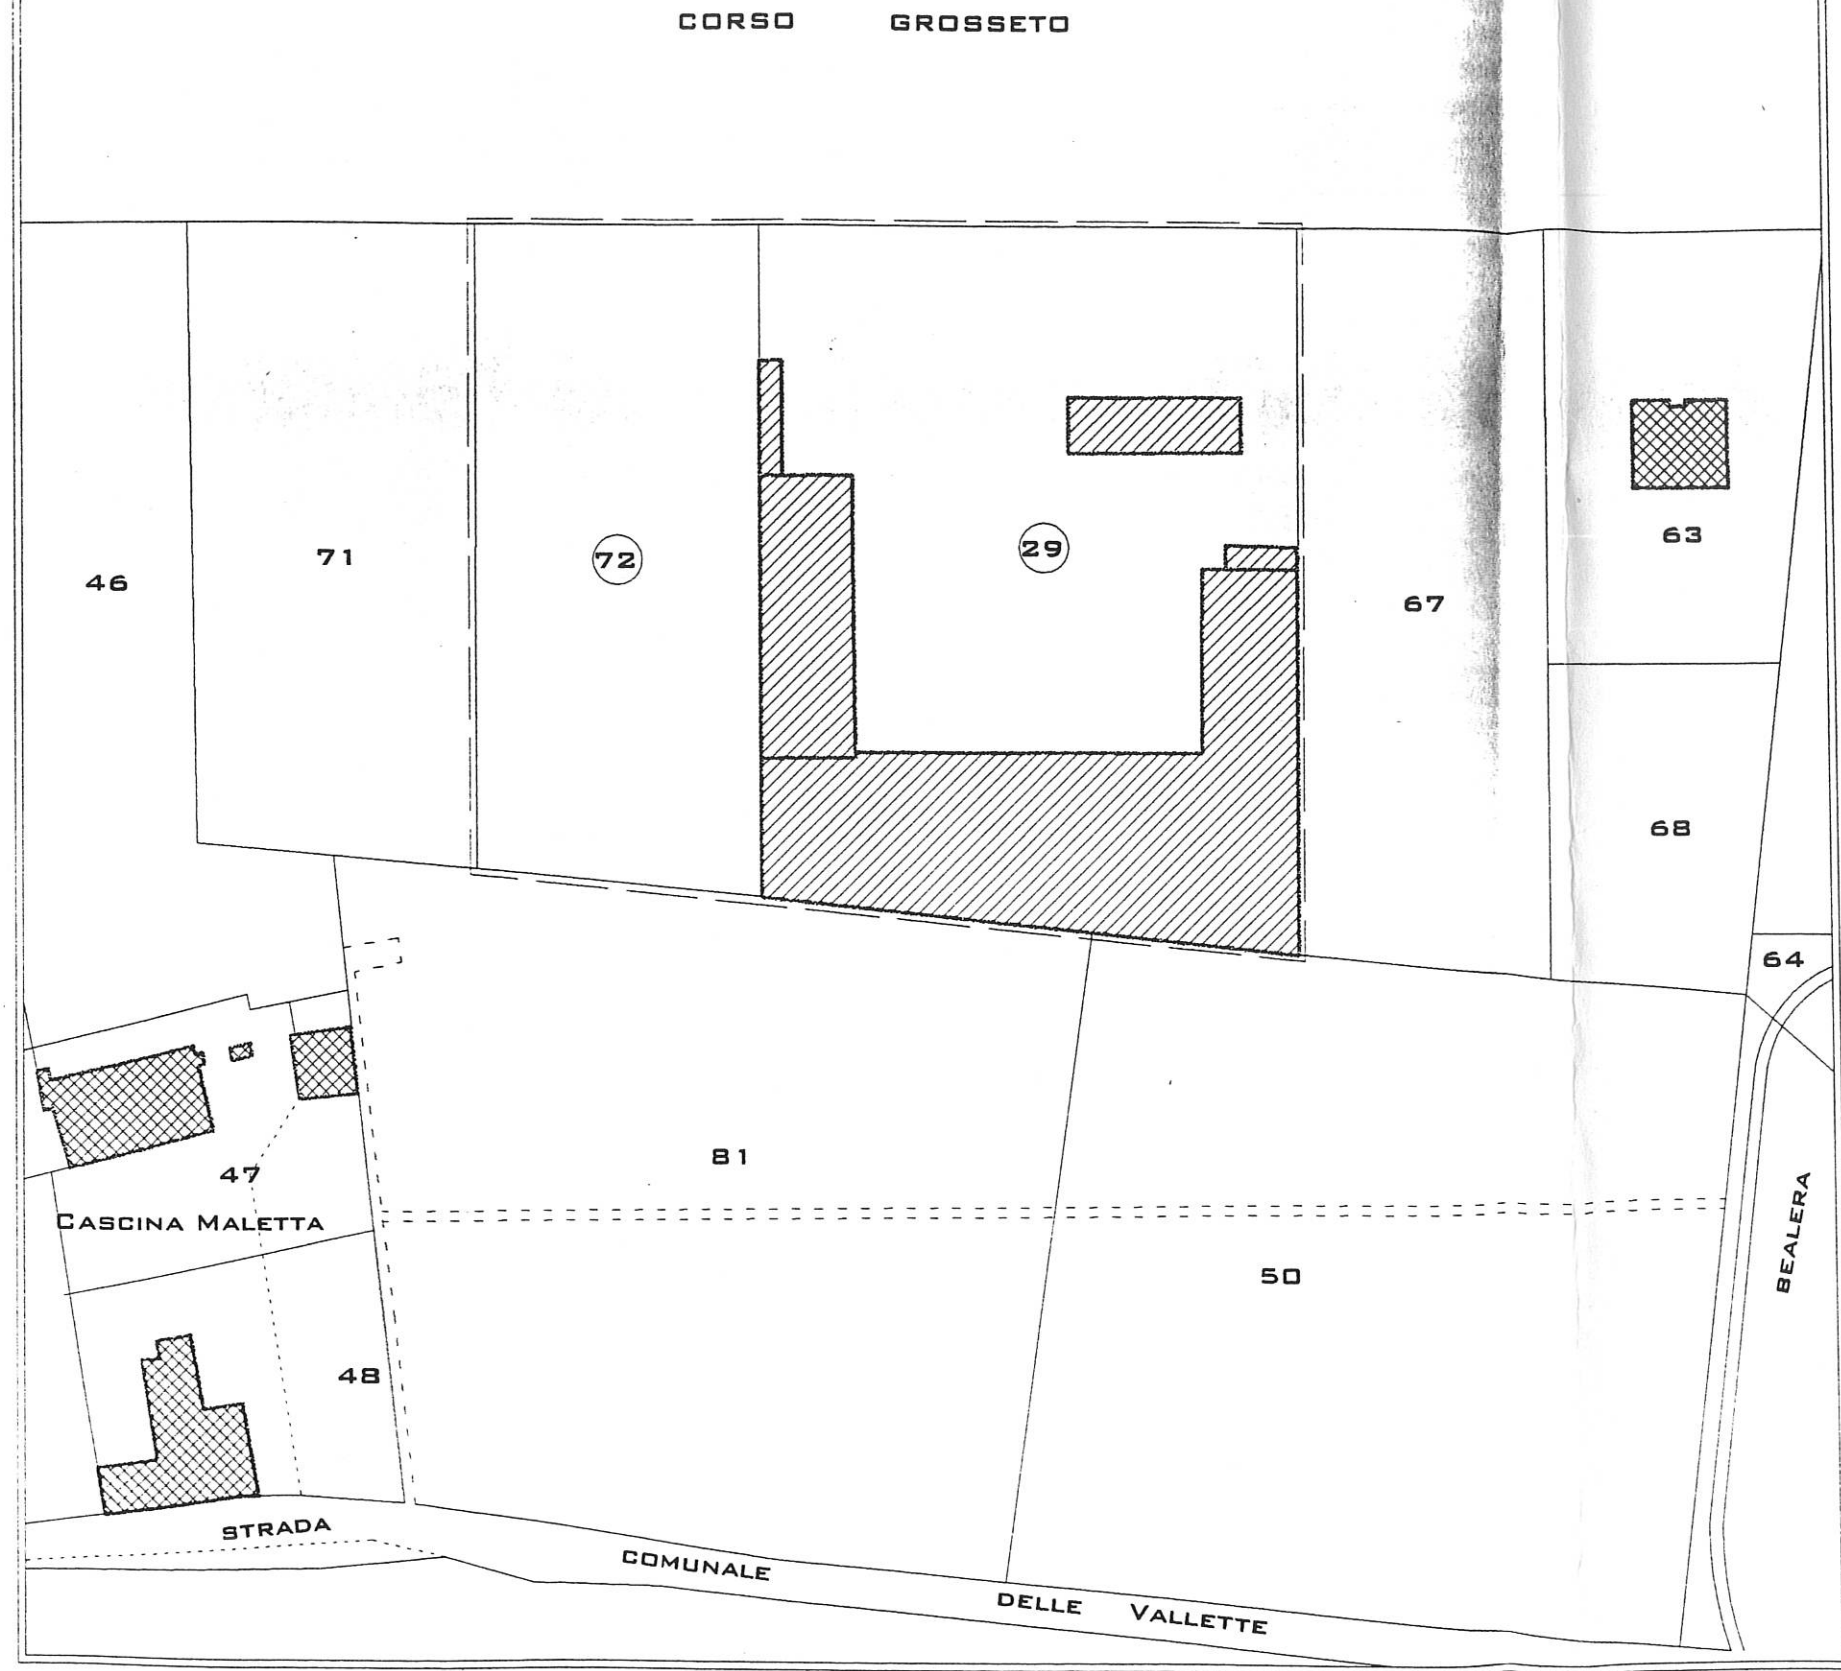 CORSO GROSSETO
46
71
72
29
67
63
68
64
47
CASCINA MALETTA
81
50
BEALERA
48
STRADA
COMUNALE
DELLE VALLETTE